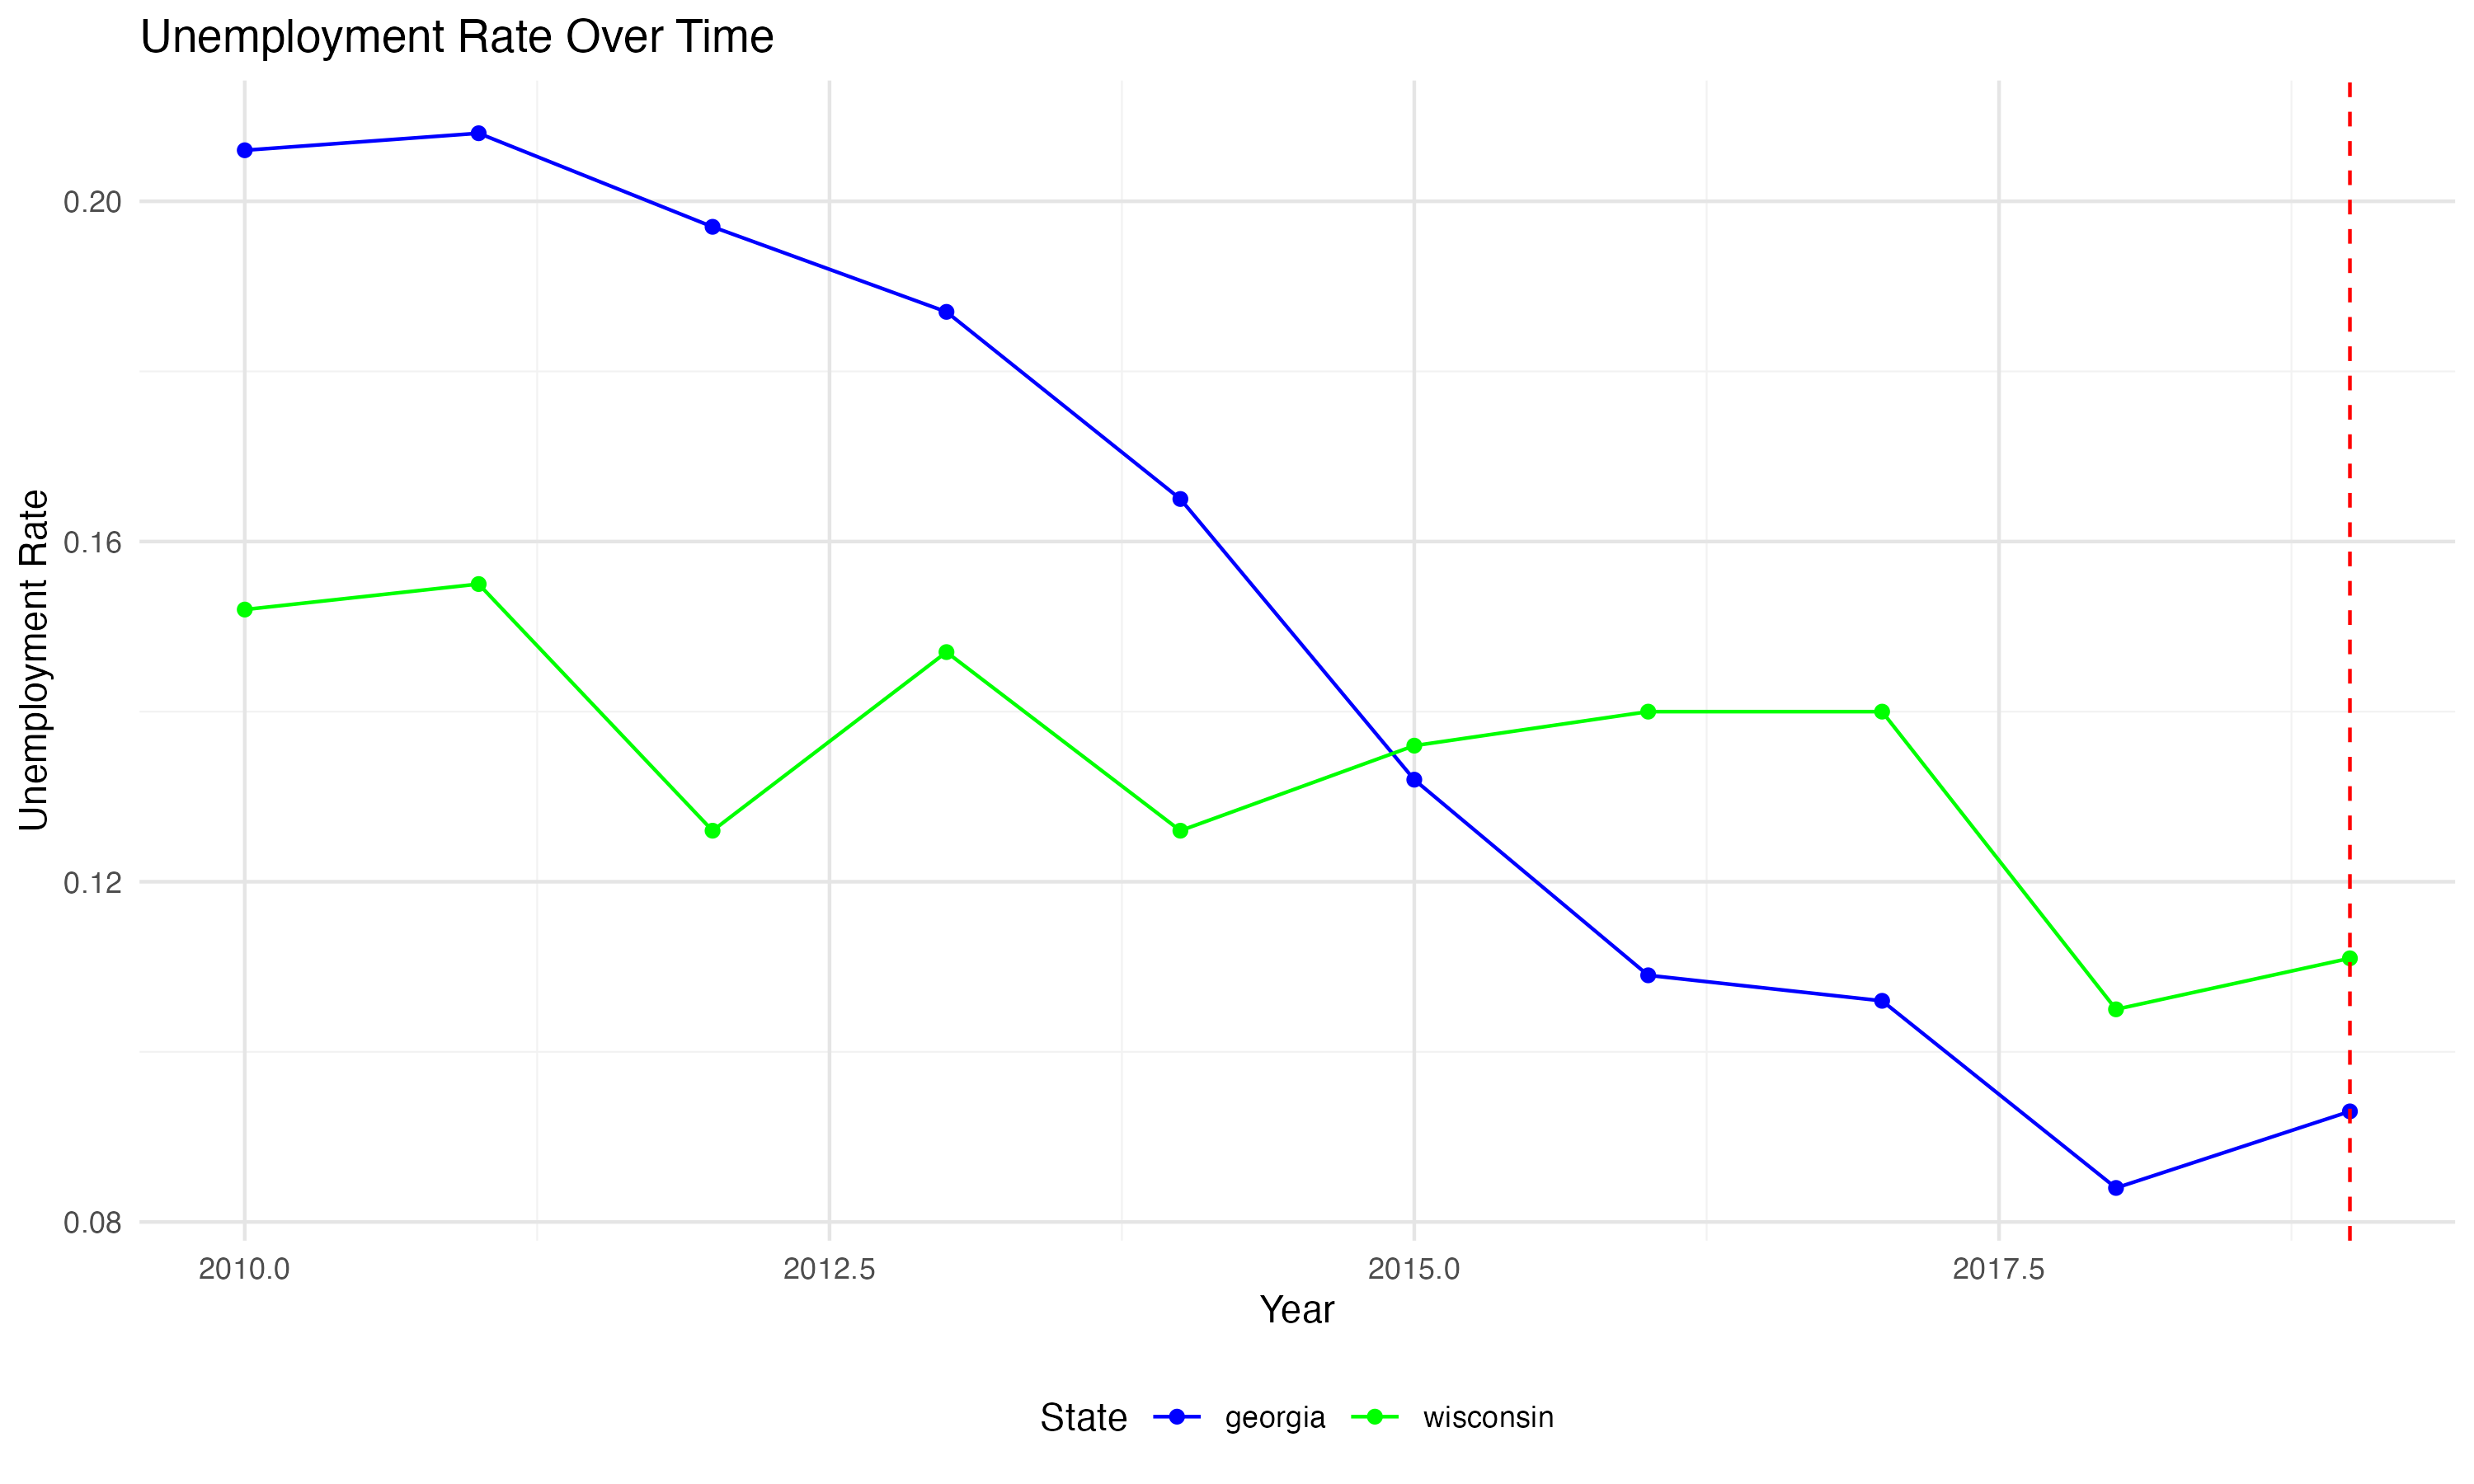 Unemployment Rate Over Time
Unemployment Rate
0.20
0.16
0.12
0.08
2010.0 2012.5 2015.0 2017.5
Year
State georgia wisconsin